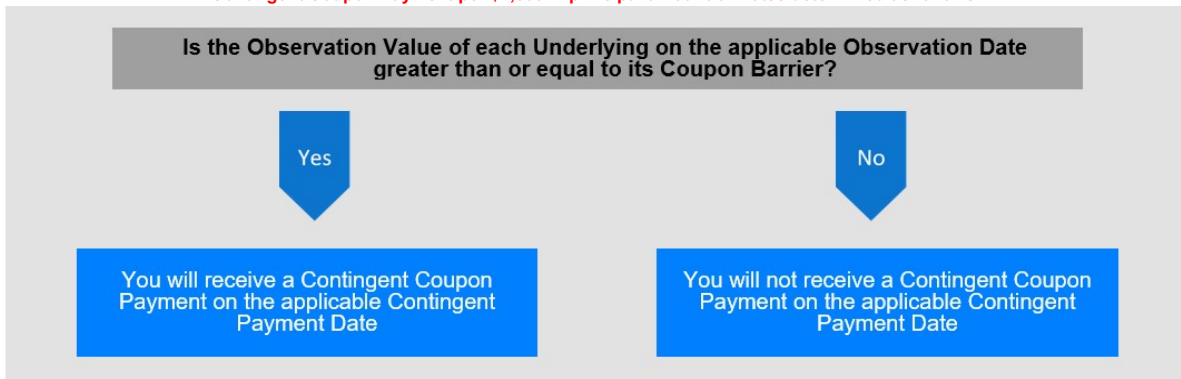 Is the Observation Value of each Underlying on the applicable Observation Date
greater than or equal to its Coupon Barrier?
Yes
No
You will receive a Contingent Coupon
Payment on the applicable Contingent
Payment Date
You will not receive a Contingent Coupon
Payment on the applicable Contingent
Payment Date